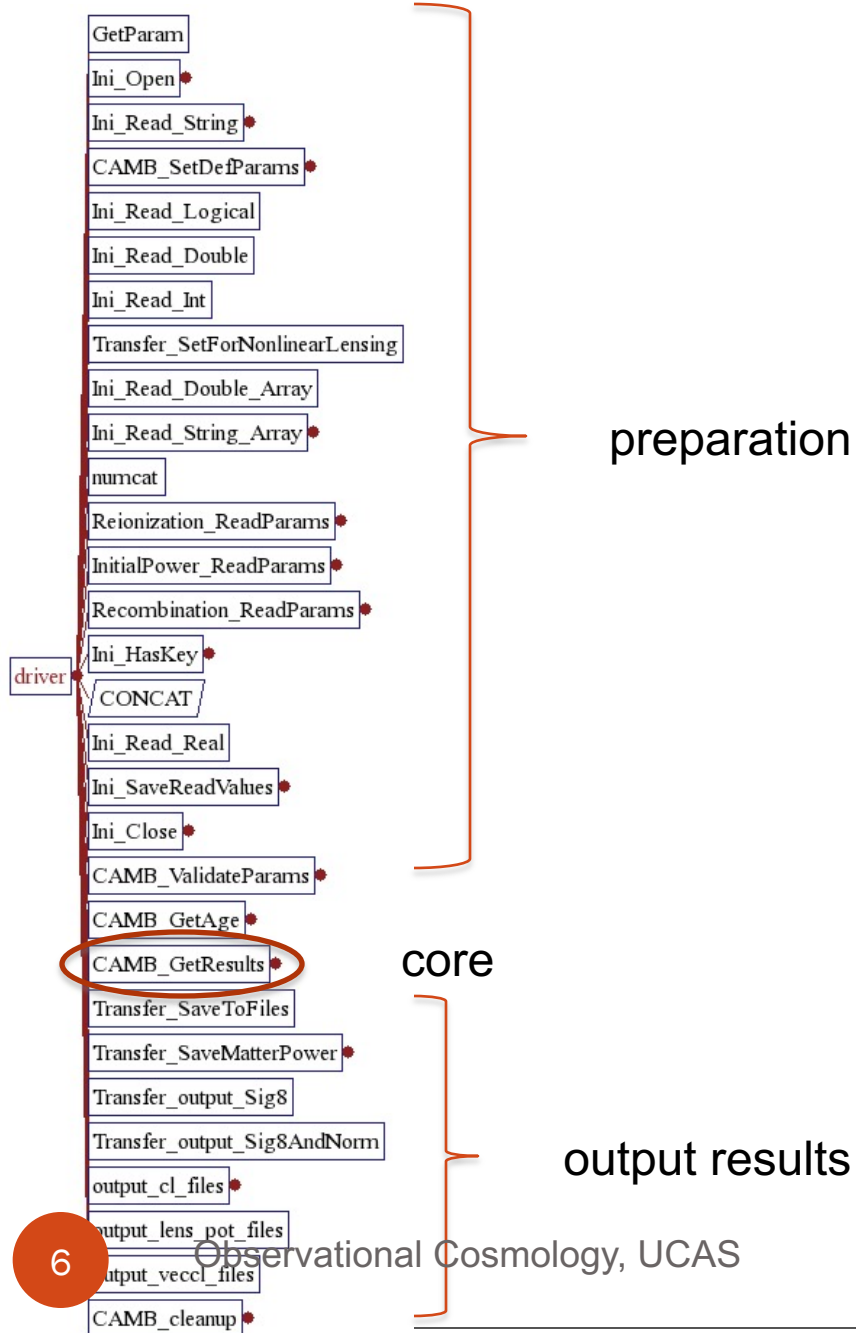 GetParam
Ini_Open
Ini_Read_String
CAMB_SetDefParams
Ini_Read_Logical
Ini_Read_Double
Ini_Read_Int
Transfer_SetForNonlinearLensing
Ini_Read_Double_Array
Ini_Read_String_Array
preparation
numcat
Reionization_ReadParams
InitialPower_ReadParams
Recombination_ReadParams
Ini_HasKey
driver
CONCAT
Ini_Read_Real
Ini_SaveReadValues
Ini_Close
CAMB_ValidateParams
CAMB_GetAge
CAMB_GetResults
core
Transfer_SaveToFiles
Transfer_SaveMatterPower
Transfer_output_Sig8
Transfer_output_Sig8AndNorm
output results
output_cl_files
output_lens_pot_files
6
Observational Cosmology, UCAS
output_veccl_files
CAMB_cleanup